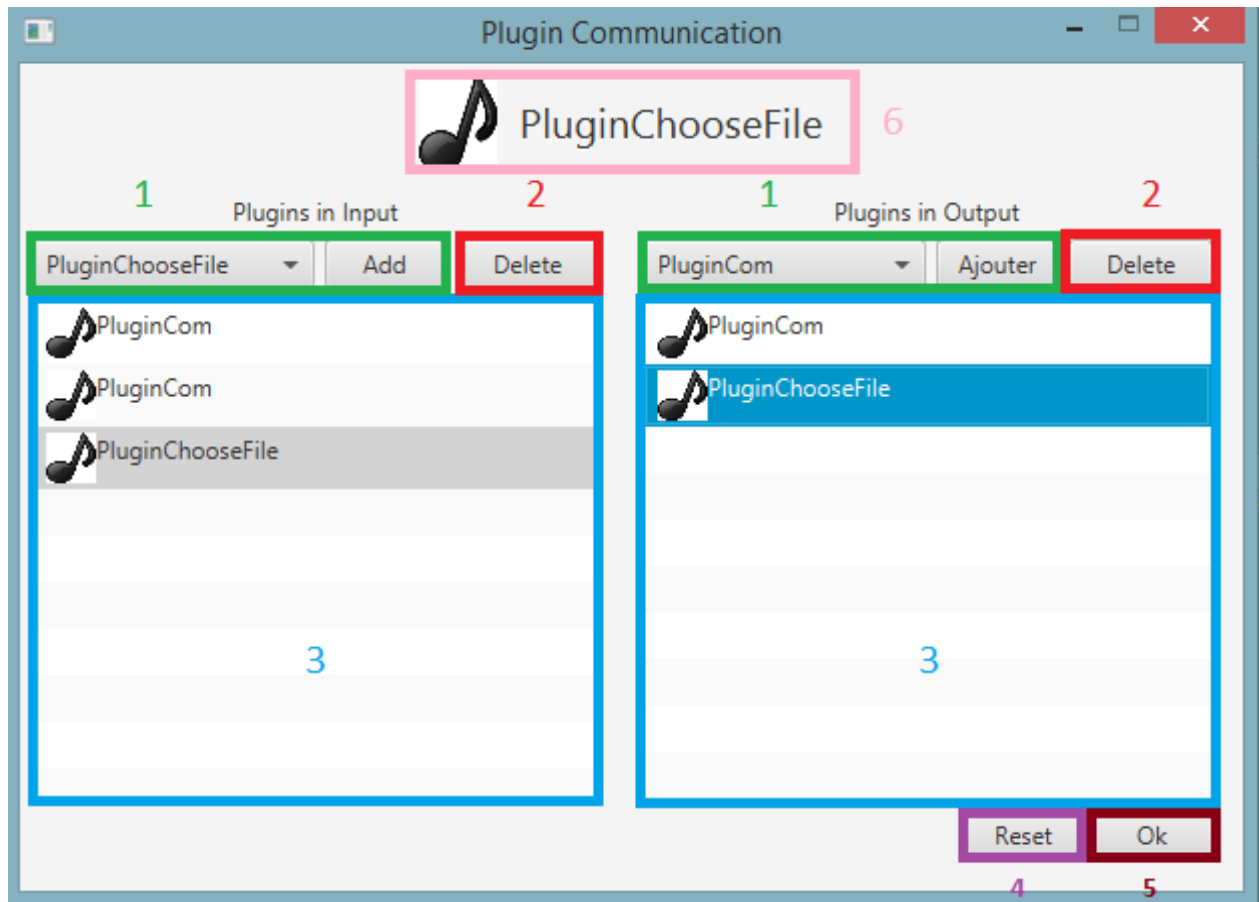 Plugin Communication
PluginChooseFile 6
1 2 1 2
Plugins in Input Plugins in Output
PluginChooseFile Add Delete PluginCom Ajouter Delete
PluginCom PluginCom
PluginCom PluginChooseFile
PluginChooseFile
3 3
Reset Ok
4 5